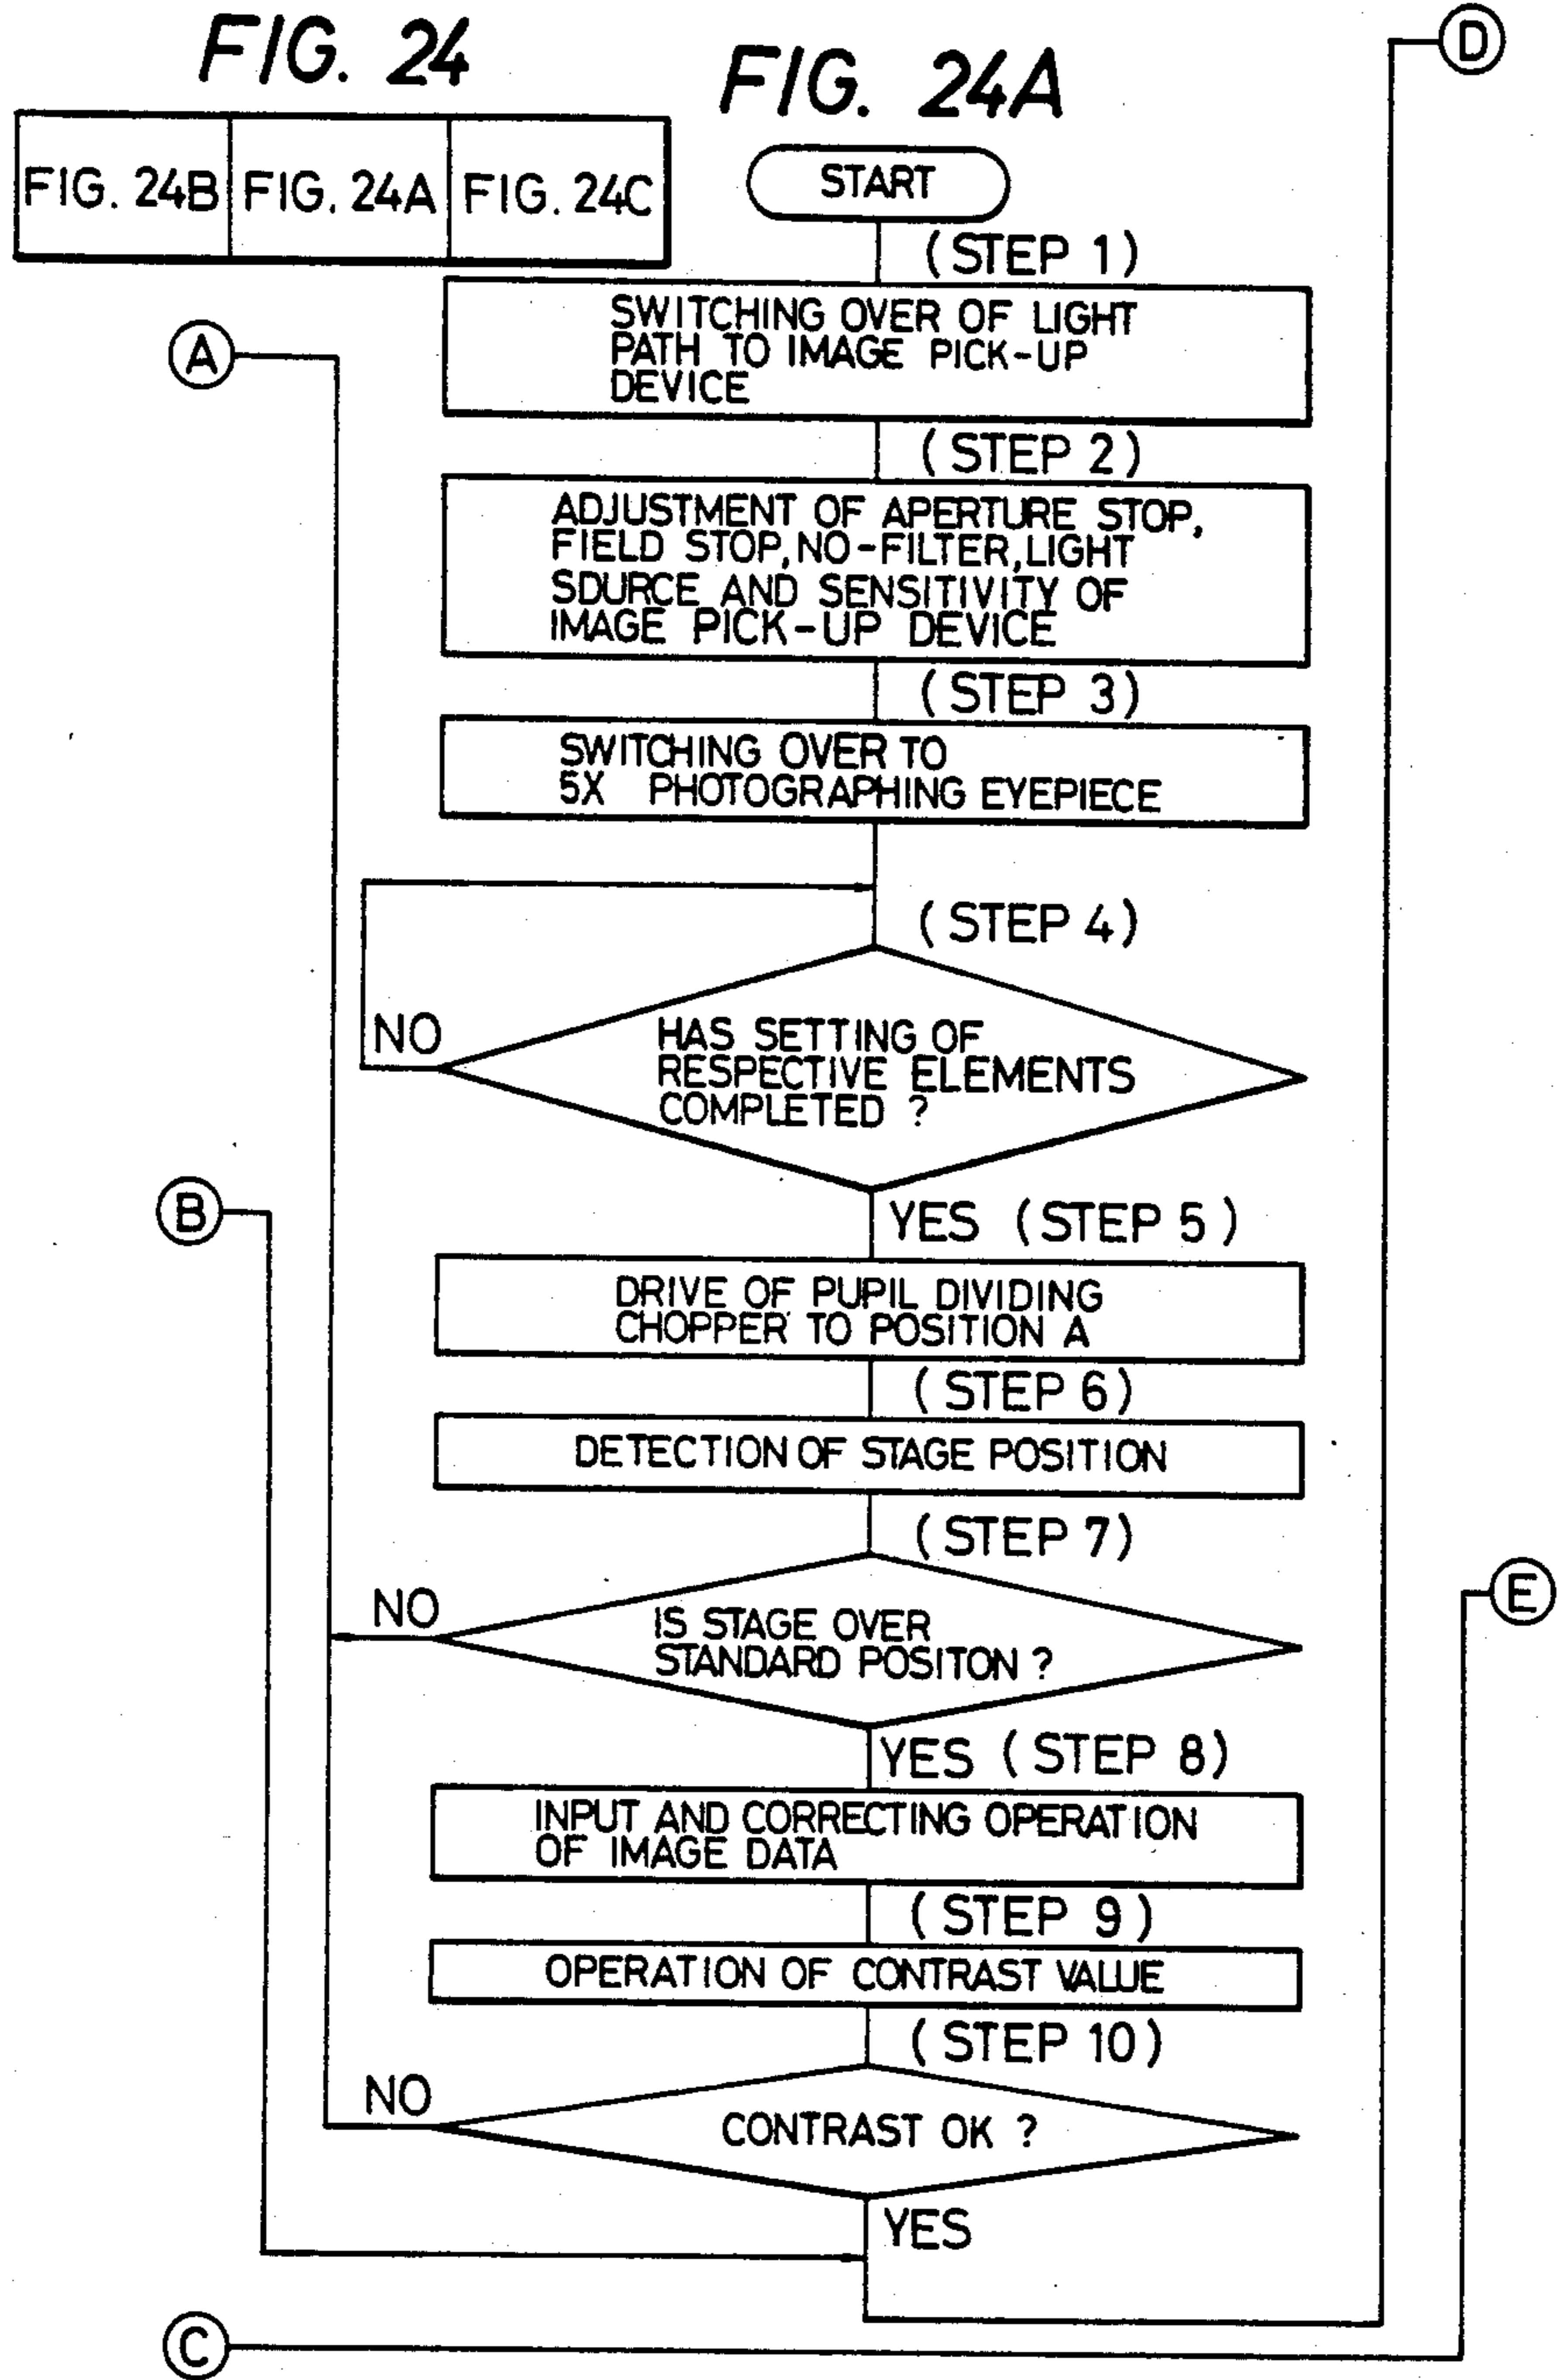 FIG. 24
FIG. 24A
D
FIG. 24B FIG. 24A FIG. 24C
START
(STEP 1)
SWITCHING OVER OF LIGHT
PATH TO IMAGE PICK-UP
DEVICE
A
(STEP 2)
ADJUSTMENT OF APERTURE STOP,
FIELD STOP, NO-FILTER, LIGHT
SDURCE AND SENSITIVITY OF
IMAGE PICK-UP DEVICE
(STEP 3)
SWITCHING OVER TO
5X PHOTOGRAPHING EYEPIECE
(STEP 4)
NO
HAS SETTING OF
RESPECTIVE ELEMENTS
COMPLETED ?
B
YES (STEP 5)
DRIVE OF PUPIL DIVIDING
CHOPPER TO POSITION A
(STEP 6)
DETECTION OF STAGE POSITION
(STEP 7)
NO
IS STAGE OVER
STANDARD POSITON ?
E
YES (STEP 8)
INPUT AND CORRECTING OPERATION
OF IMAGE DATA
(STEP 9)
OPERATION OF CONTRAST VALUE
(STEP 10)
NO
CONTRAST OK ?
YES
C